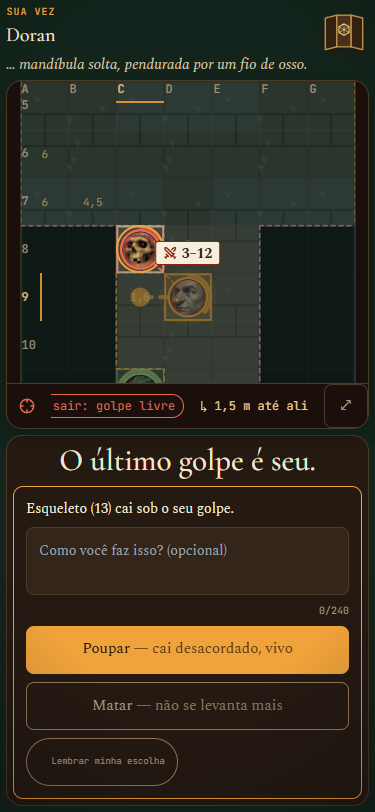 SUA VEZ
Doran
... mandíbula solta, pendurada por um fio de osso.
A B C D E F G
5
6 6
7 6 4,5
8 3–12
9 1,5
10
sair: golpe livre ↳ 1,5 m até ali
O último golpe é seu.
Esqueleto (13) cai sob o seu golpe.
Como você faz isso? (opcional)
0/240
Poupar — cai desacordado, vivo
Matar — não se levanta mais
Lembrar minha escolha